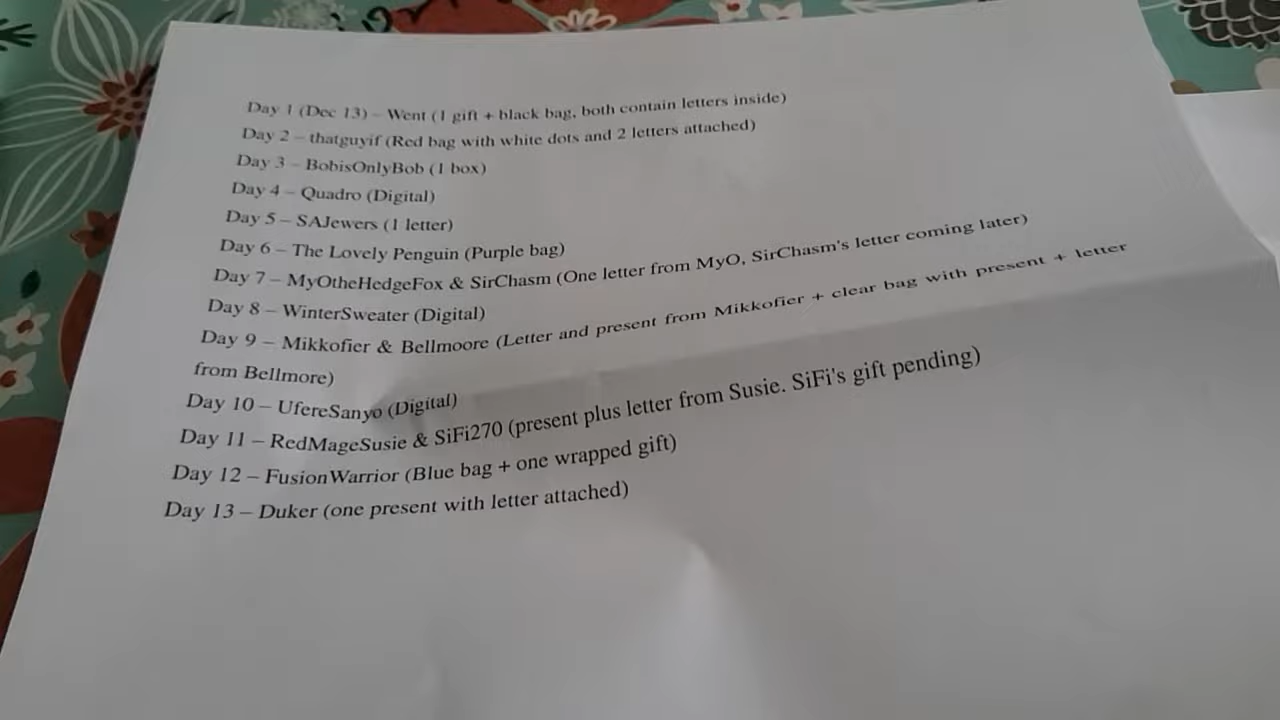 Day 1 (Dec 13) – Went (1 gift + black bag, both contain letters inside)
Day 2 – thatguyif (Red bag with white dots and 2 letters attached)
Day 3 – BobisOnlyBob (1 box)
Day 4 – Quadro (Digital)
Day 5 – SAJewers (1 letter)
Day 6 – The Lovely Penguin (Purple bag)
Day 7 – MyOtheHedgeFox & SirChasm (One letter from MyO, SirChasm's letter coming later)
Day 8 – WinterSweater (Digital)
Day 9 – Mikkofier & Bellmoore (Letter and present from Mikkofier + clear bag with present + letter
from Bellmore)
Day 10 – UfereSanyo (Digital)
Day 11 – RedMageSusie & SiFi270 (present plus letter from Susie. SiFi's gift pending)
Day 12 – FusionWarrior (Blue bag + one wrapped gift)
Day 13 – Duker (one present with letter attached)